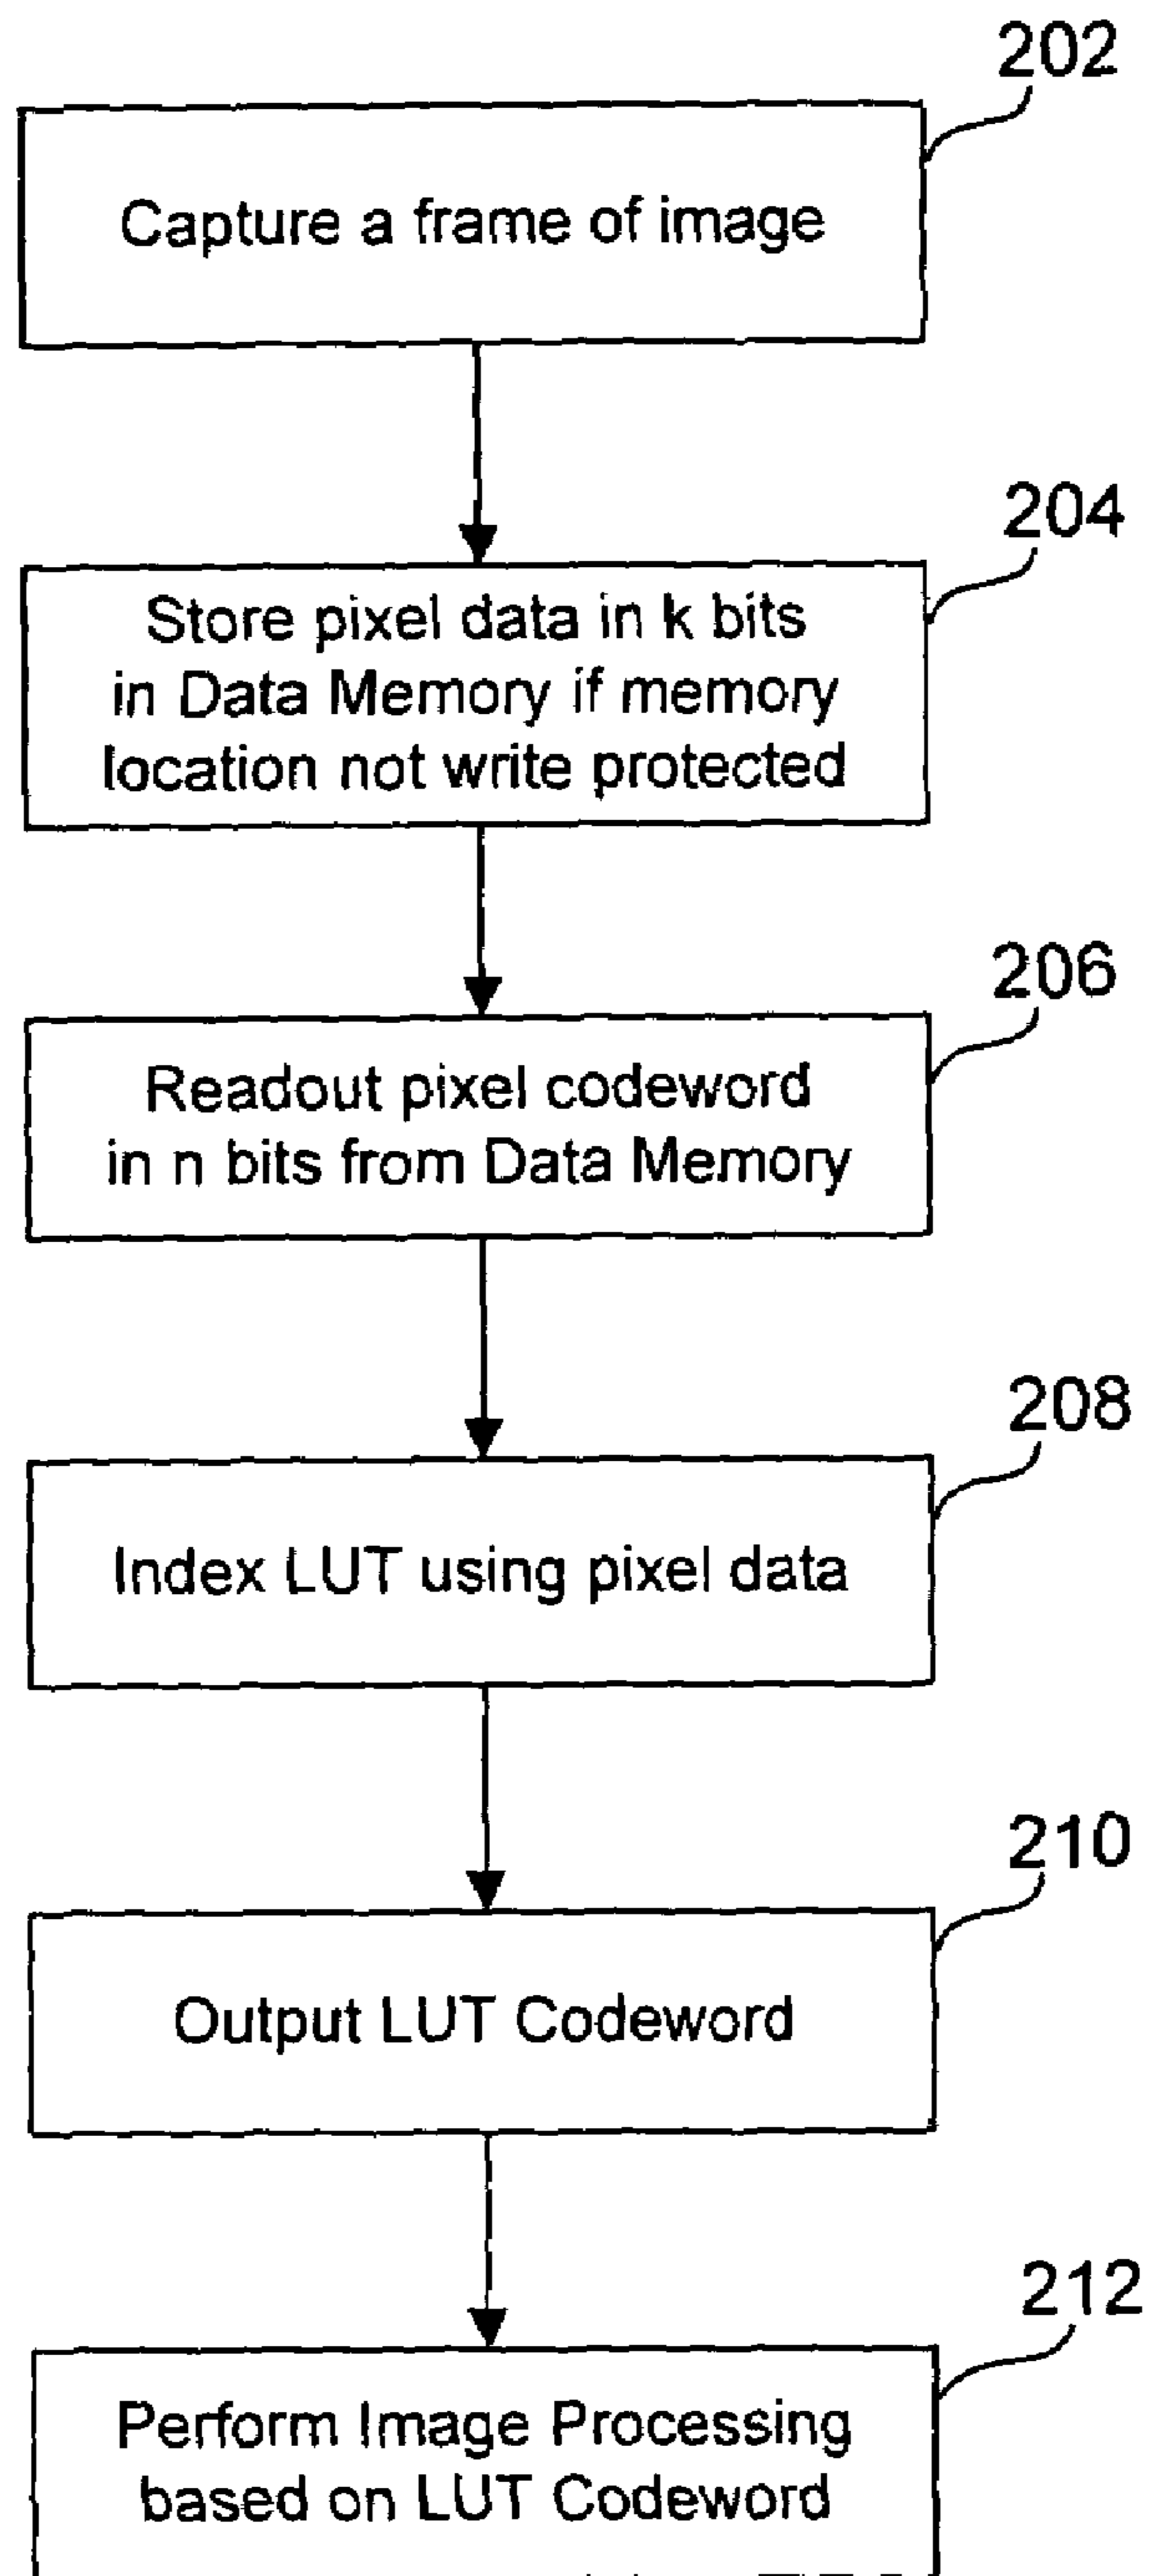 202
Capture a frame of image
204
Store pixel data in k bits
in Data Memory if memory
location not write protected
206
Readout pixel codeword
in n bits from Data Memory
208
Index LUT using pixel data
210
Output LUT Codeword
212
Perform Image Processing
based on LUT Codeword